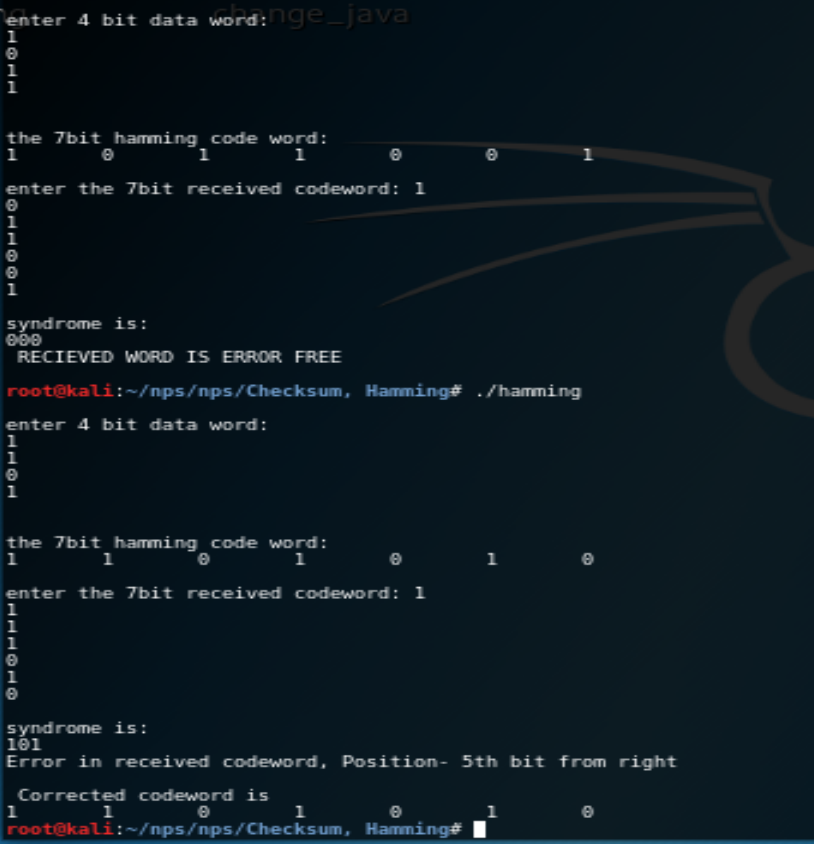 change_java
enter 4 bit data word:
1
0
1
1
the 7bit hamming code word:
1 0 1 1 0 0 1
enter the 7bit received codeword: 1
0
1
1
0
0
1
syndrome is:
000
RECIEVED WORD IS ERROR FREE
root@kali:~/nps/nps/Checksum, Hamming# ./hamming
enter 4 bit data word:
1
1
0
1
the 7bit hamming code word:
1 1 0 1 0 1 0
enter the 7bit received codeword: 1
1
1
1
0
1
0
syndrome is:
101
Error in received codeword, Position- 5th bit from right
Corrected codeword is
1 1 0 1 0 1 0
root@kali:~/nps/nps/Checksum, Hamming#